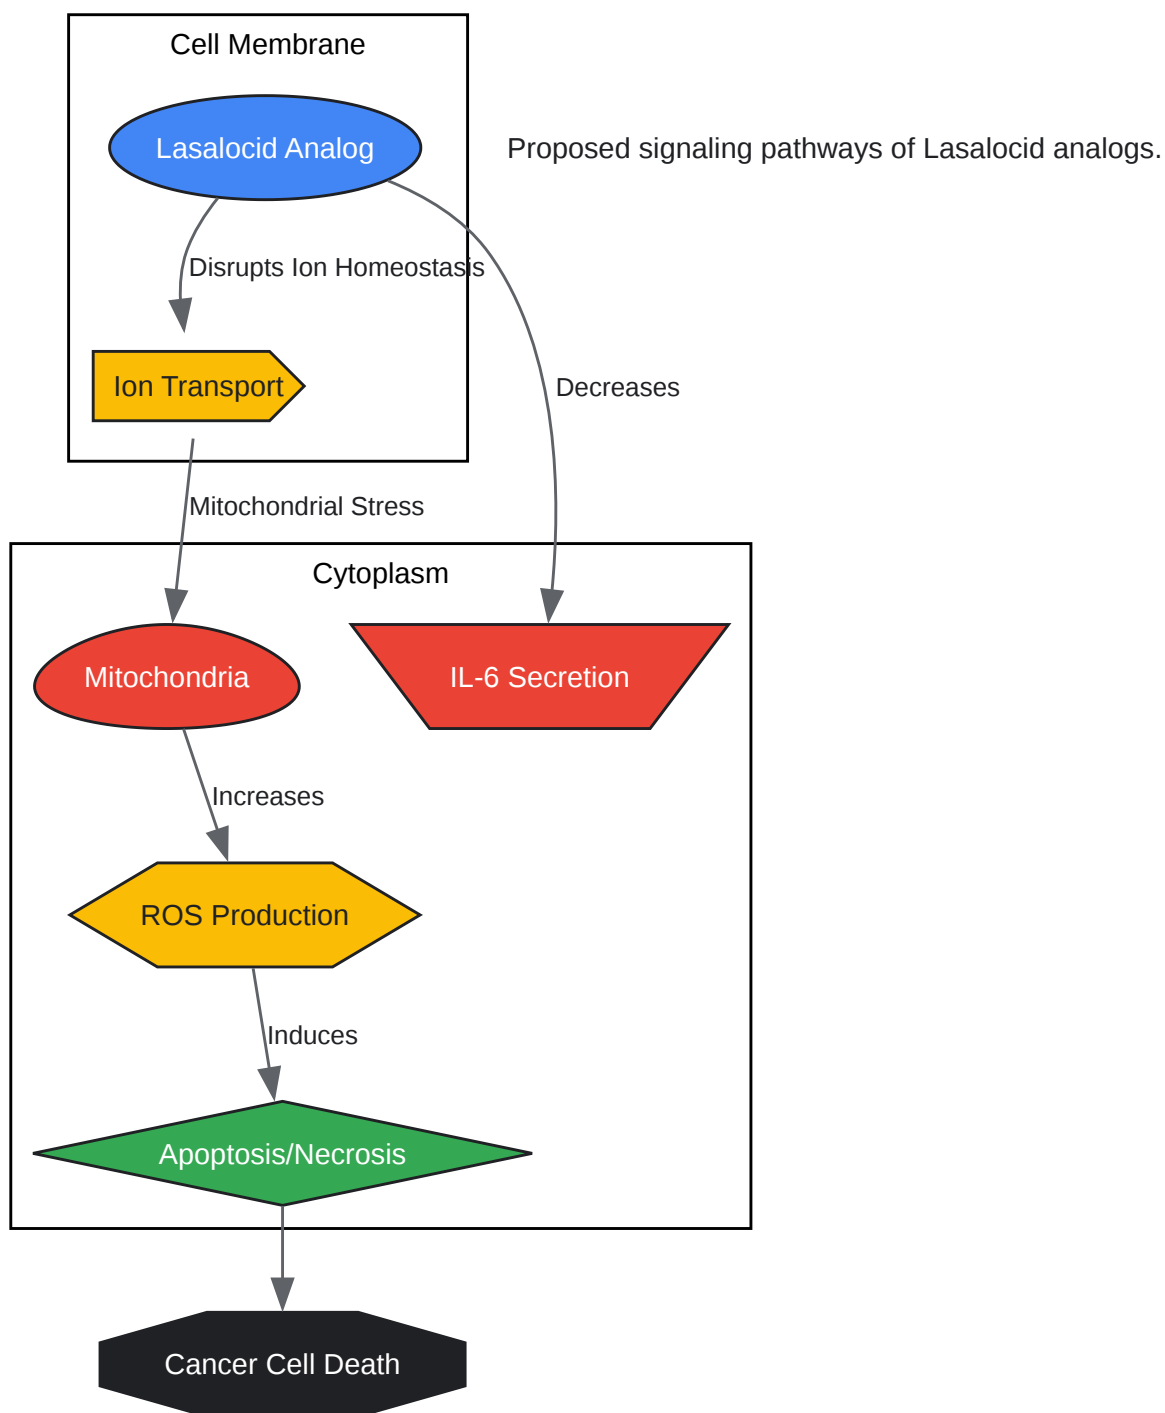 Cell Membrane
Lasalocid Analog
Proposed signaling pathways of Lasalocid analogs.
Disrupts Ion Homeostasis
Ion Transport
Decreases
Mitochondrial Stress
Cytoplasm
Mitochondria
IL-6 Secretion
Increases
ROS Production
Induces
Apoptosis/Necrosis
Cancer Cell Death